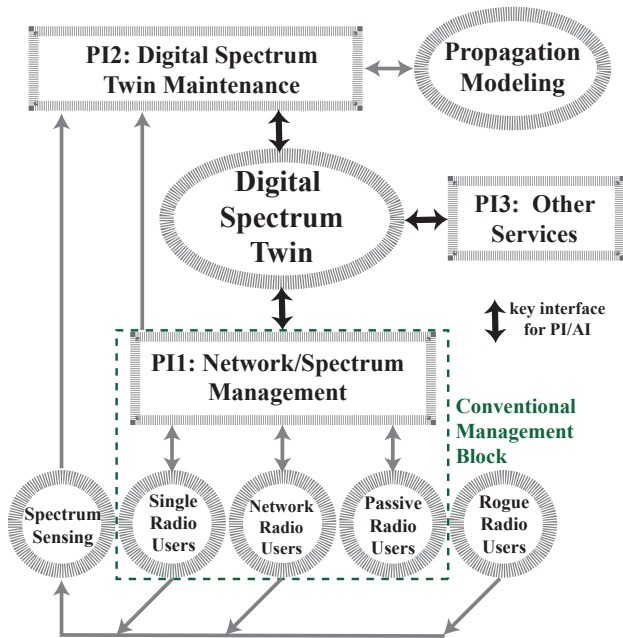 PI2: Digital Spectrum
Twin Maintenance
Propagation
Modeling
Digital
Spectrum
Twin
PI3: Other
Services
key interface
for PI/AI
PI1: Network/Spectrum
Management
Conventional
Management
Block
Spectrum
Sensing
Single
Radio
Users
Network
Radio
Users
Passive
Radio
Users
Rogue
Radio
Users